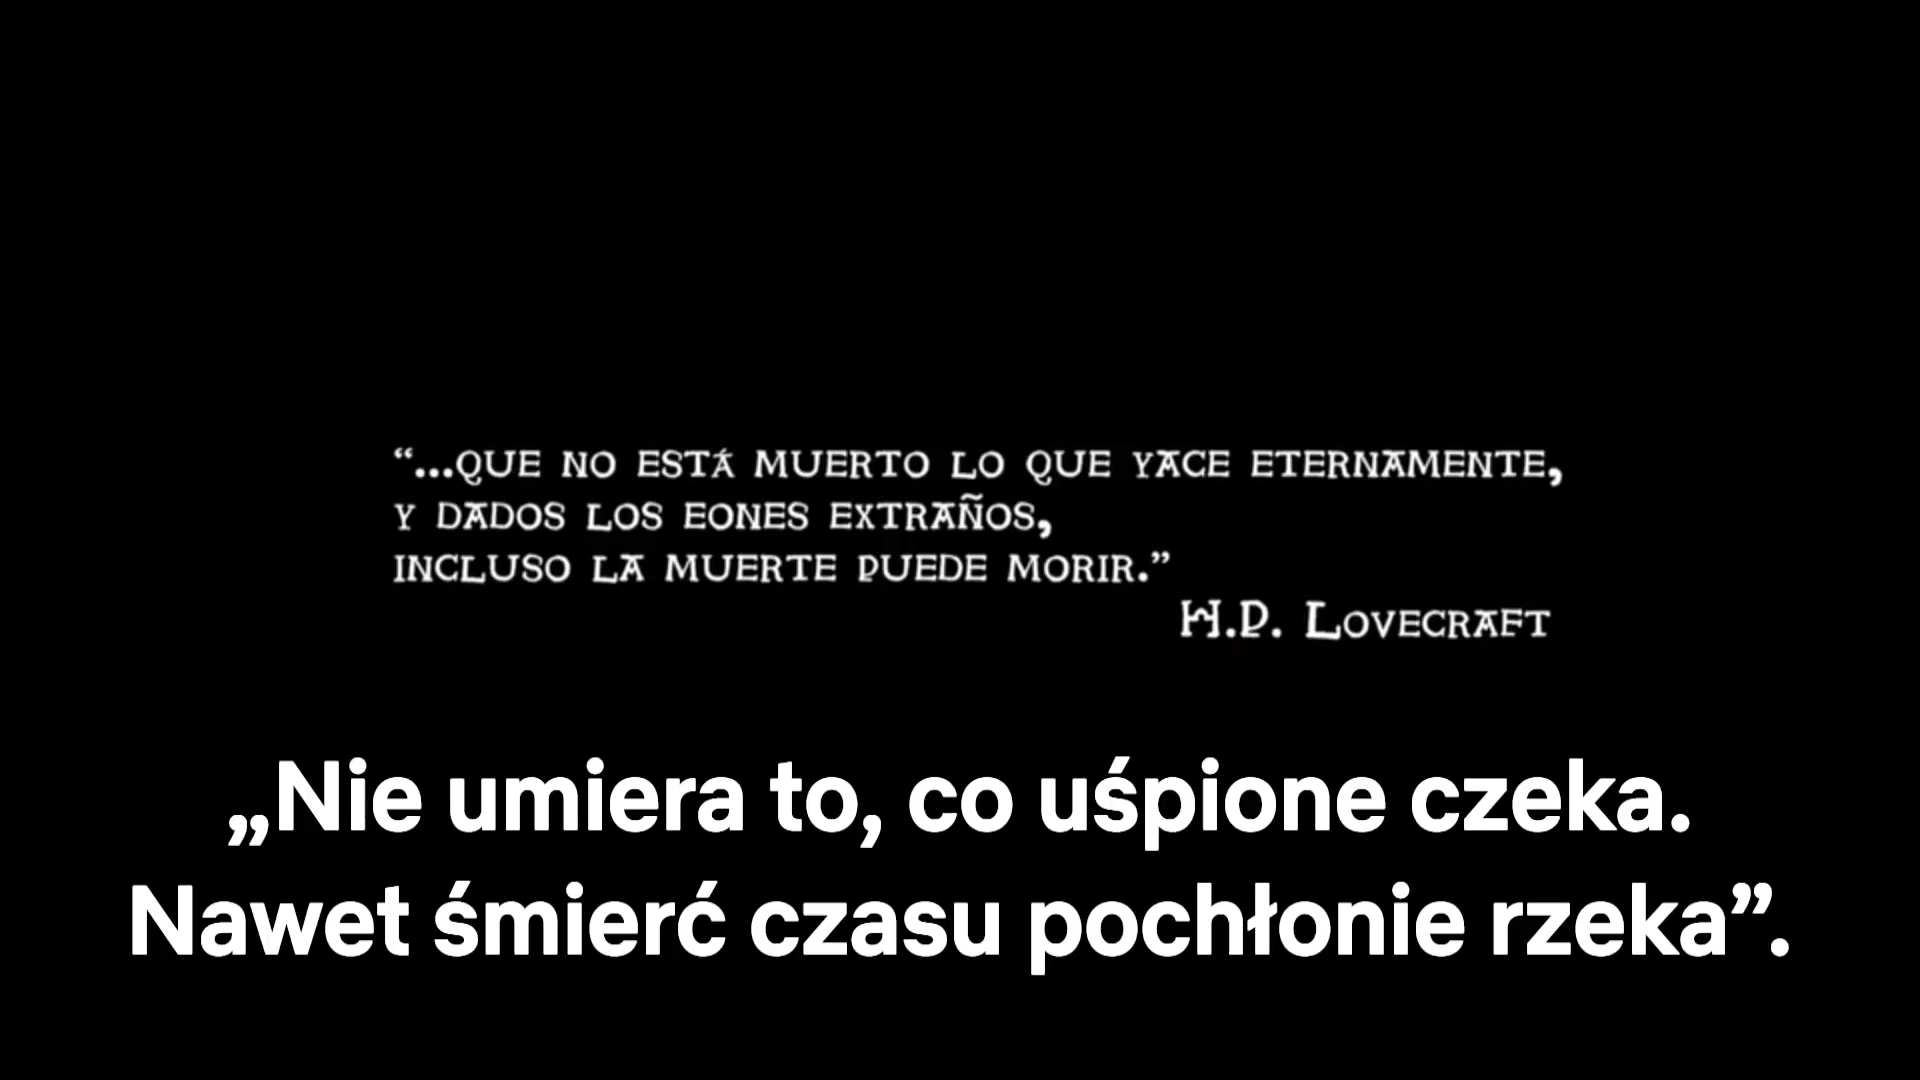 “...QUE NO ESTÁ MUERTO LO QUE YACE ETERNAMENTE,
Y DADOS LOS EONES EXTRAÑOS,
INCLUSO LA MUERTE PUEDE MORIR.”
H.P. LOVECRAFT
„Nie umiera to, co uśpione czeka.
Nawet śmierć czasu pochłonie rzeka”.